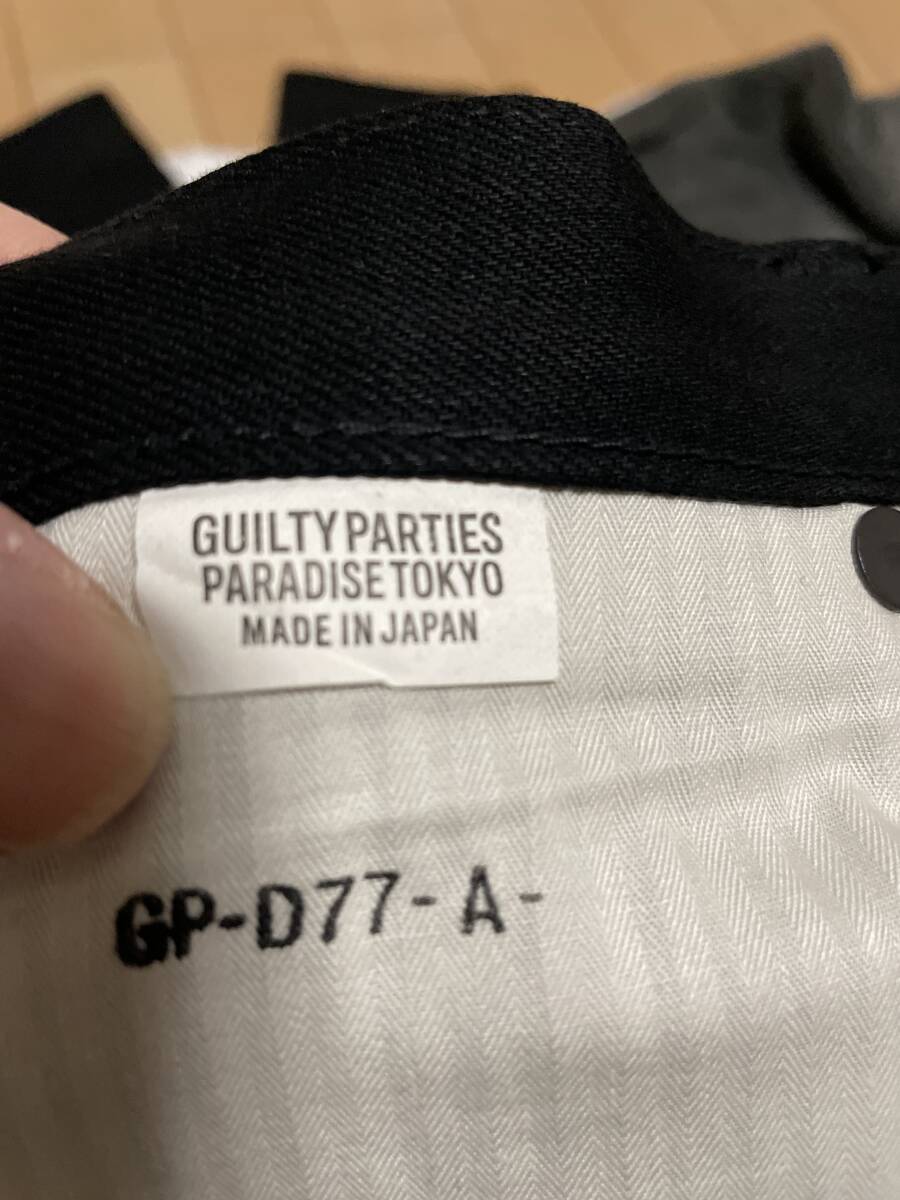 GUILTY PARTIES
PARADISE TOKYO
MADE IN JAPAN
GP-D77-A-